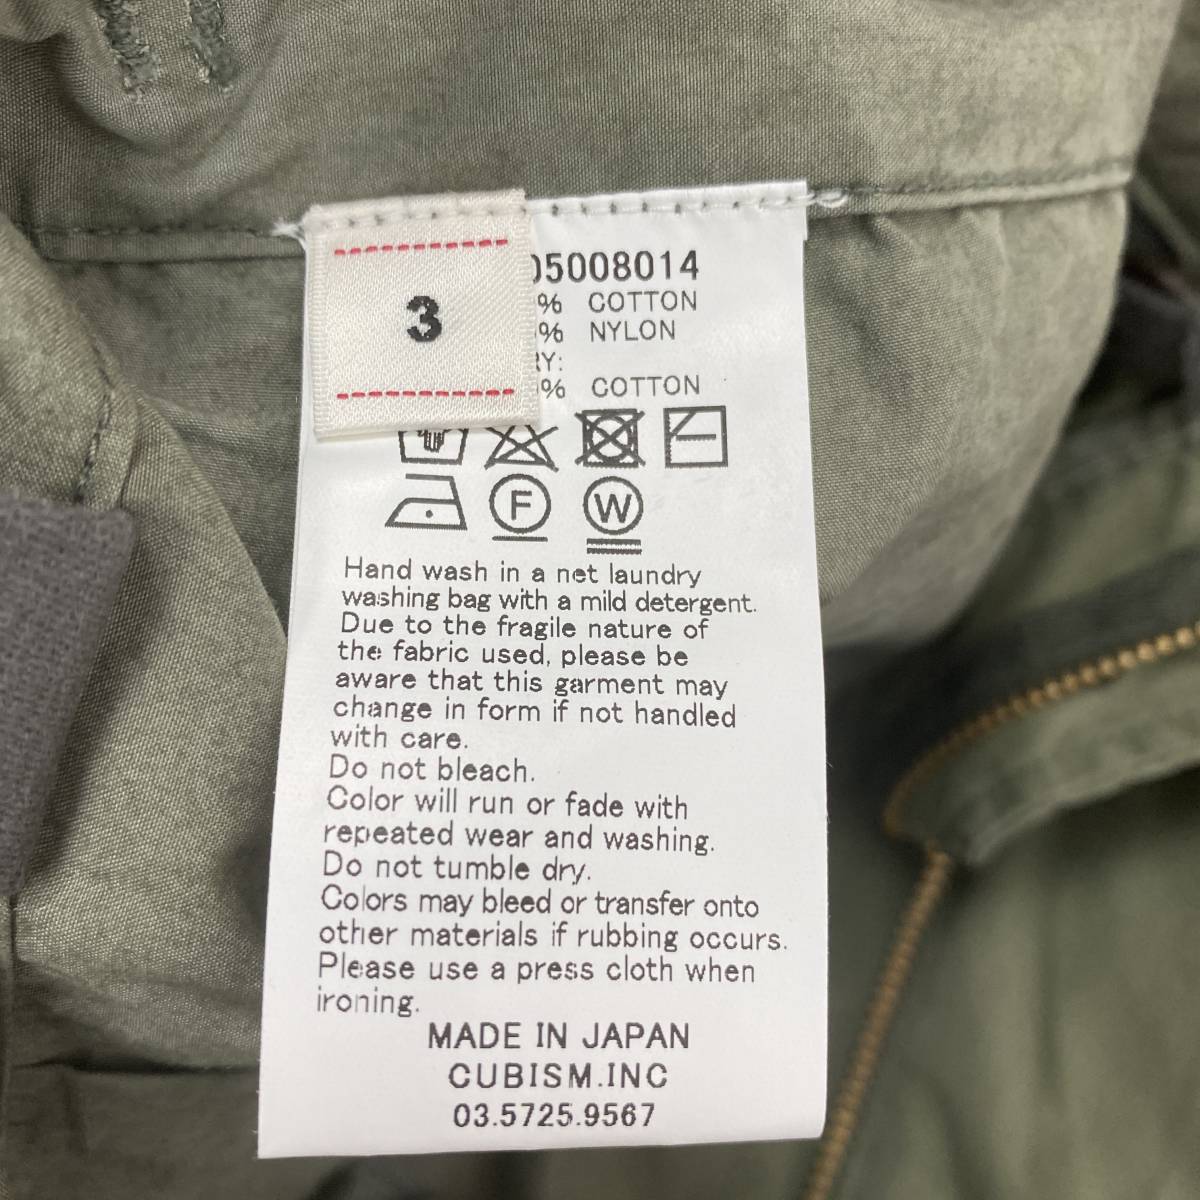 3
05008014
% COTTON
% NYLON
RY:
% COTTON
F
W
Hand wash in a net laundry
washing bag with a mild detergent.
Due to the fragile nature of
the fabric used, please be
aware that this garment may
change in form if not handled
with care.
Do not bleach.
Color will run or fade with
repeated wear and washing.
Do not tumble dry.
Colors may bleed or transfer onto
other materials if rubbing occurs.
Please use a press cloth when
ironing.
MADE IN JAPAN
CUBISM.INC
03.5725.9567